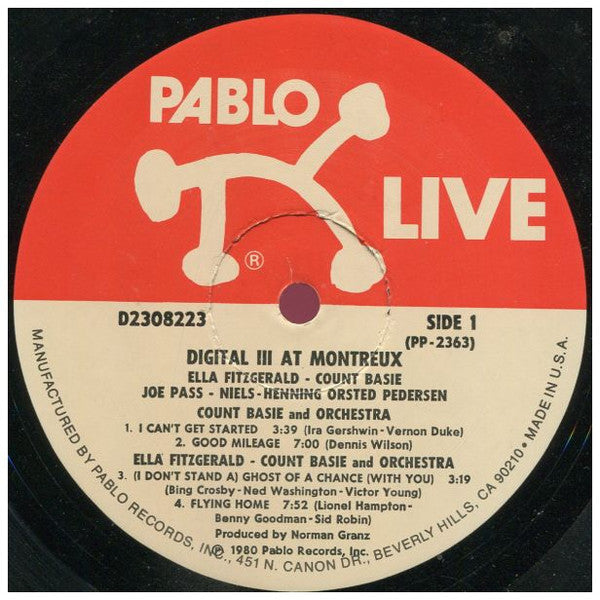 PABLO
LIVE
®
D2308223
SIDE 1
(PP-2363)
DIGITAL III AT MONTREUX
ELLA FITZGERALD - COUNT BASIE
JOE PASS - NIELS-HENNING ORSTED PEDERSEN
COUNT BASIE and ORCHESTRA
1. I CAN'T GET STARTED 3:39 (Ira Gershwin-Vernon Duke)
2. GOOD MILEAGE 7:00 (Dennis Wilson)
ELLA FITZGERALD - COUNT BASIE and ORCHESTRA
3. (I DON'T STAND A) GHOST OF A CHANCE (WITH YOU) 3:19
(Bing Crosby - Ned Washington - Victor Young)
4. FLYING HOME 7:52 (Lionel Hampton-
Benny Goodman-Sid Robin)
Produced by Norman Granz
℗ 1980 Pablo Records, Inc.
MANUFACTURED BY PABLO RECORDS, INC., 451 N. CANON DR., BEVERLY HILLS, CA 90210 • MADE IN U.S.A.